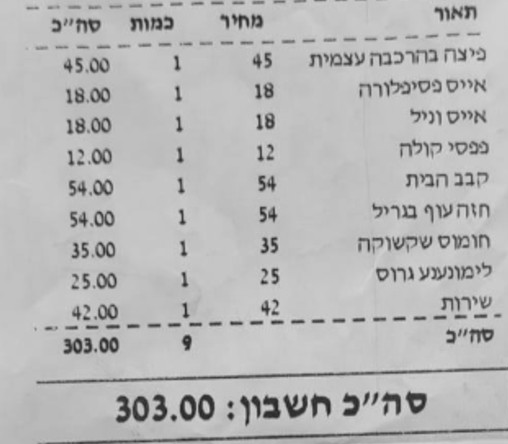 תאור מחיר כמות סה״כ
פיצה בהרכבה עצמית 45 1 45.00
אייס פסיפלורה 18 1 18.00
אייס וניל 18 1 18.00
פפסי קולה 12 1 12.00
קבב הבית 54 1 54.00
חזה עוף בגריל 54 1 54.00
חומוס שקשוקה 35 1 35.00
לימונענע גרוס 25 1 25.00
שירות 42 1 42.00
סה״כ 9 303.00
סה״כ חשבון: 303.00